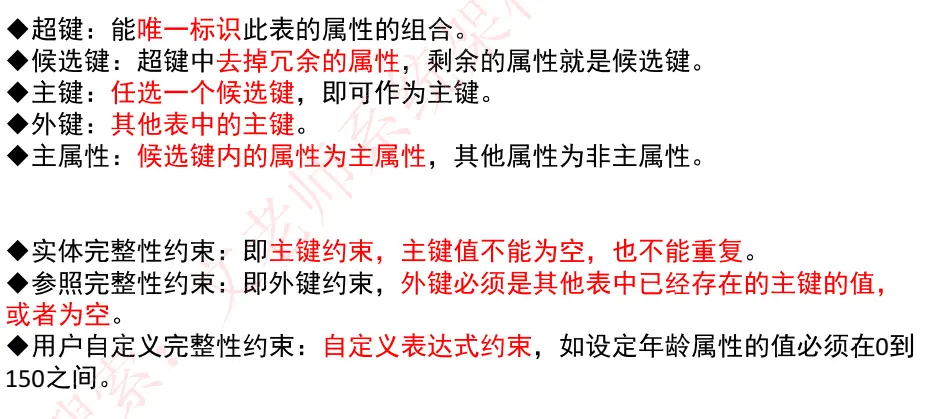 ◆超键：能唯一标识此表的属性的组合。
◆候选键：超键中去掉冗余的属性，剩余的属性就是候选键。
◆主键：任选一个候选键，即可作为主键。
◆外键：其他表中的主键。
◆主属性：候选键内的属性为主属性，其他属性为非主属性。
◆实体完整性约束：即主键约束，主键值不能为空，也不能重复。
◆参照完整性约束：即外键约束，外键必须是其他表中已经存在的主键的值，
或者为空。
◆用户自定义完整性约束：自定义表达式约束，如设定年龄属性的值必须在0到
150之间。
搜索：文老师系统架构